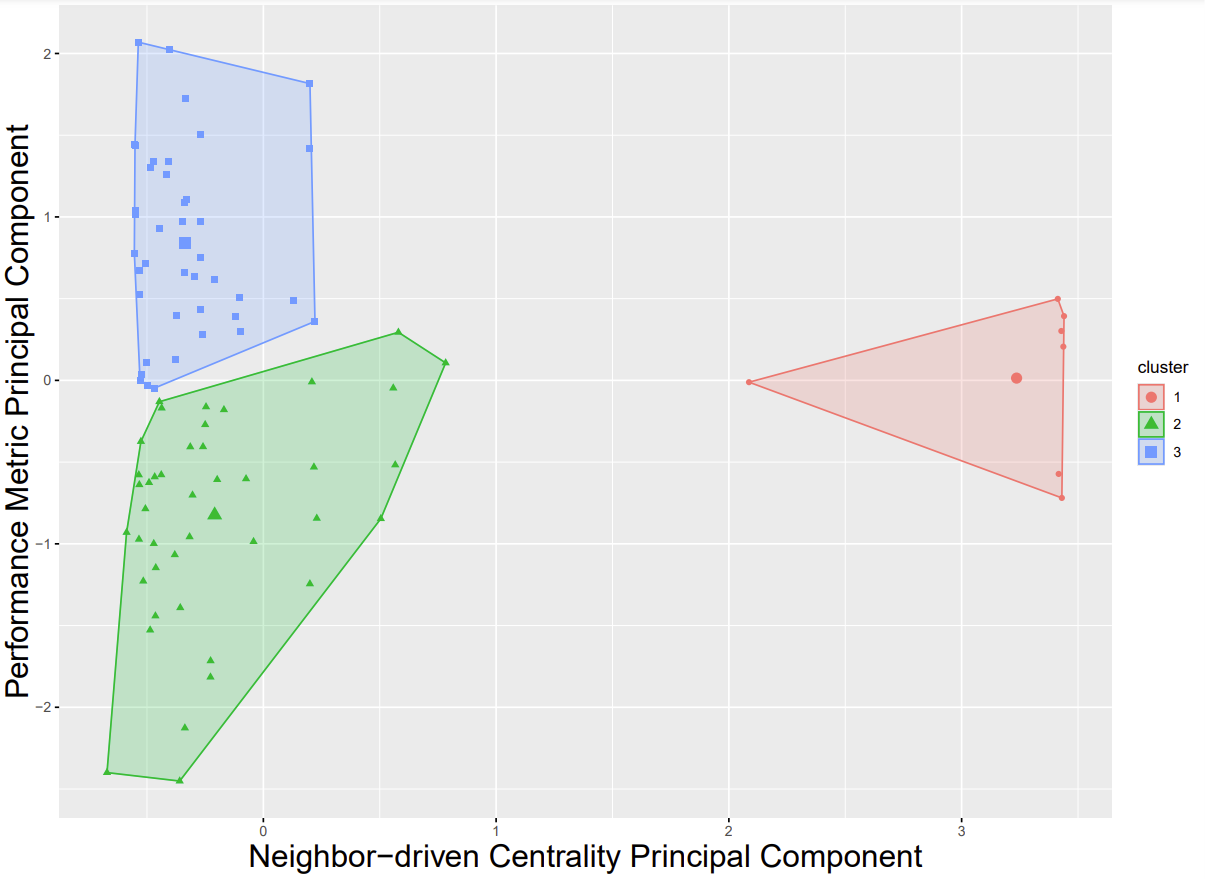 Performance Metric Principal Component
2
1
0
−1
−2
0 1 2 3
Neighbor−driven Centrality Principal Component
cluster
1
2
3